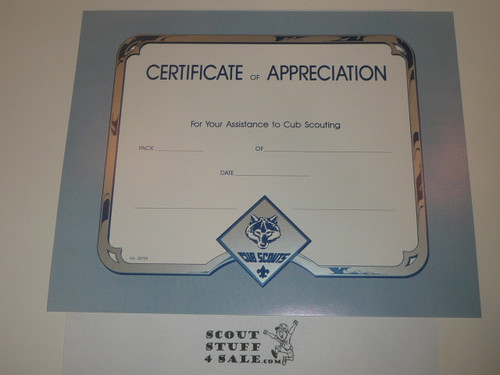 CERTIFICATE OF APPRECIATION
For Your Assistance to Cub Scouting
PACK OF
DATE
CUB SCOUTS
SCOUT
STUFF
4 SALE.COM